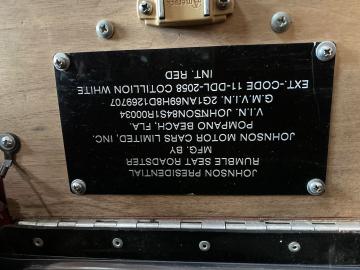 JOHNSON PRESIDENTIAL
RUMBLE SEAT ROADSTER
MFG. BY
JOHNSON MOTOR CARS LIMITED, INC.
POMPANO BEACH, FLA.
V.I.N. JOHNSON84S1R00034
G.M.V.I.N. 2G1AN69H8D1269707
EXT.-CODE 11-DDL-2058 COTILLION WHITE
INT. RED